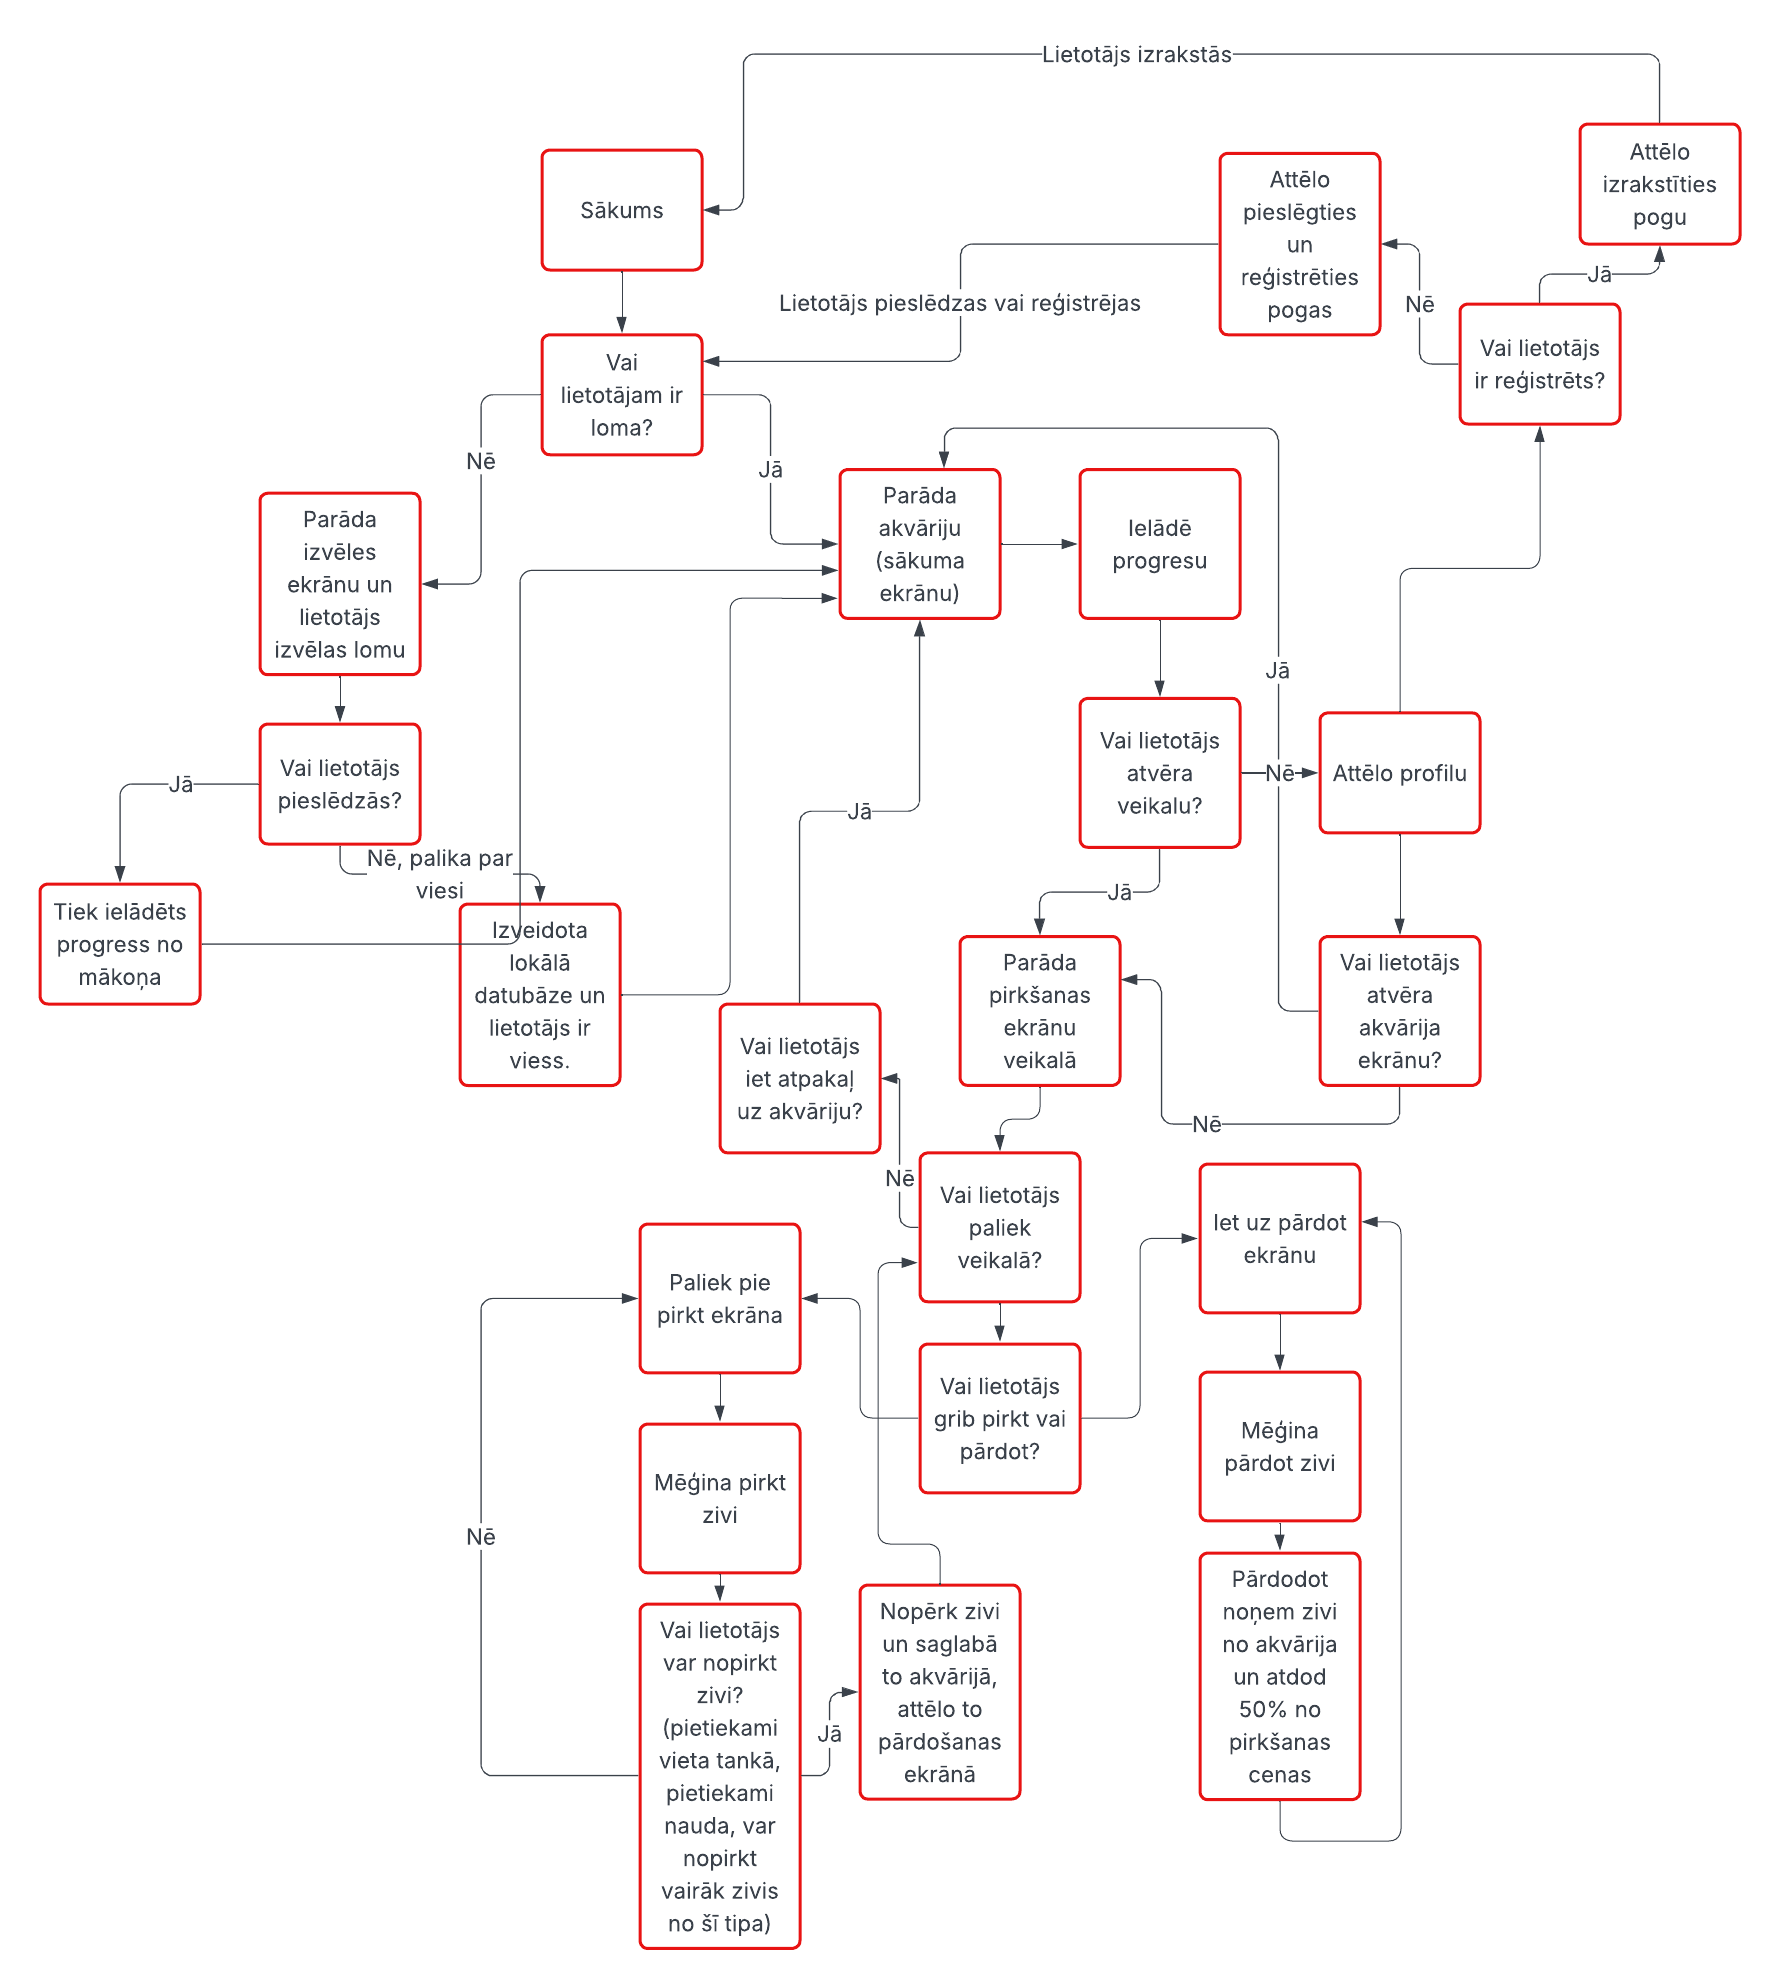 Lietotājs izrakstās
Attēlo
izrakstīties
pogu
Sākums
Attēlo
pieslēgties
un
reģistrēties
pogas
Jā
Nē
Lietotājs pieslēdzas vai reģistrējas
Vai lietotājs
ir reģistrēts?
Vai
lietotājam ir
loma?
Nē
Jā
Parāda
izvēles
ekrānu un
lietotājs
izvēlas lomu
Parāda
akvāriju
(sākuma
ekrānu)
Ielādē
progresu
Jā
Vai lietotājs
pieslēdzās?
Jā
Vai lietotājs
atvēra
veikalu?
Nē
Attēlo profilu
Jā
Nē, palika par
viesi
Jā
Tiek ielādēts
progress no
mākoņa
Izveidota
lokālā
datubāze un
lietotājs ir
viess.
Vai lietotājs
iet atpakaļ
uz akvāriju?
Parāda
pirkšanas
ekrānu
veikalā
Vai lietotājs
atvēra
akvārija
ekrānu?
Nē
Nē
Vai lietotājs
paliek
veikalā?
Iet uz pārdot
ekrānu
Paliek pie
pirkt ekrāna
Vai lietotājs
grib pirkt vai
pārdot?
Mēģina
pārdot zivi
Mēģina pirkt
zivi
Nē
Vai lietotājs
var nopirkt
zivi?
(pietiekami
vieta tankā,
pietiekami
nauda, var
nopirkt
vairāk zivis
no šī tipa)
Jā
Nopērk zivi
un saglabā
to akvārijā,
attēlo to
pārdošanas
ekrānā
Pārdodot
noņem zivi
no akvārija
un atdod
50% no
pirkšanas
cenas